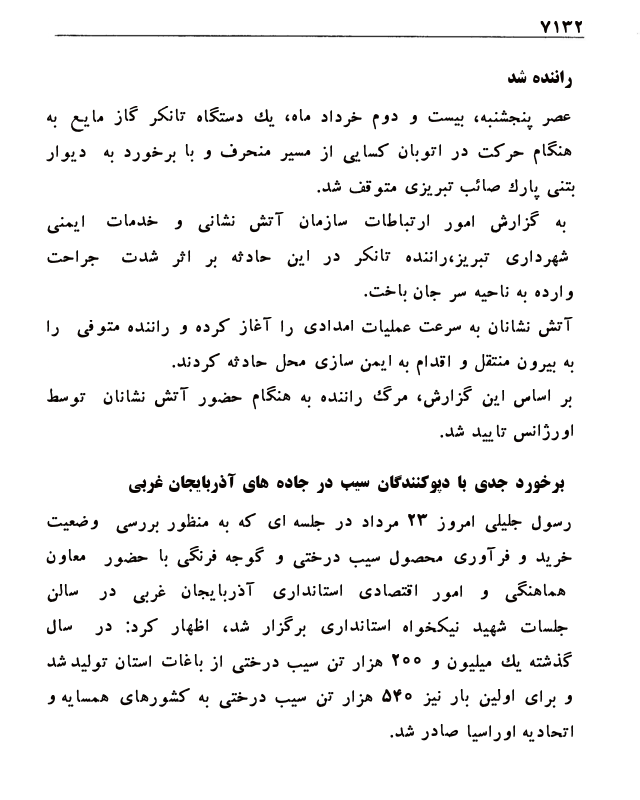 ۷۱۳۲
راننده شد
عصر پنجشنبه، بیست و دوم خرداد ماه، یك دستگاه تانکر گاز مایع به
هنگام حرکت در اتوبان کسایی از مسیر منحرف و با برخورد به دیوار
بتنی پارك صائب تبریزی متوقف شد.
به گزارش امور ارتباطات سازمان آتش نشانی و خدمات ایمنی
شهرداری تبریز،راننده تانکر در این حادثه بر اثر شدت جراحت
وارده به ناحیه سر جان باخت.
آتش نشانان به سرعت عملیات امدادی را آغاز کرده و راننده متوفی را
به بیرون منتقل و اقدام به ایمن سازی محل حادثه کردند.
بر اساس این گزارش، مرگ راننده به هنگام حضور آتش نشانان توسط
اورژانس تایید شد.
برخورد جدی با دپوکنندگان سیب در جاده های آذربایجان غربی
رسول جلیلی امروز ۲۳ مرداد در جلسه ای که به منظور بررسی وضعیت
خرید و فرآوری محصول سیب درختی و گوجه فرنگی با حضور معاون
هماهنگی و امور اقتصادی استانداری آذربایجان غربی در سالن
جلسات شهید نیکخواه استانداری برگزار شد، اظهار کرد: در سال
گذشته یك میلیون و ۲۰۰ هزار تن سیب درختی از باغات استان تولید شد
و برای اولین بار نیز ۵۴۰ هزار تن سیب درختی به کشورهای همسایه و
اتحادیه اوراسیا صادر شد.